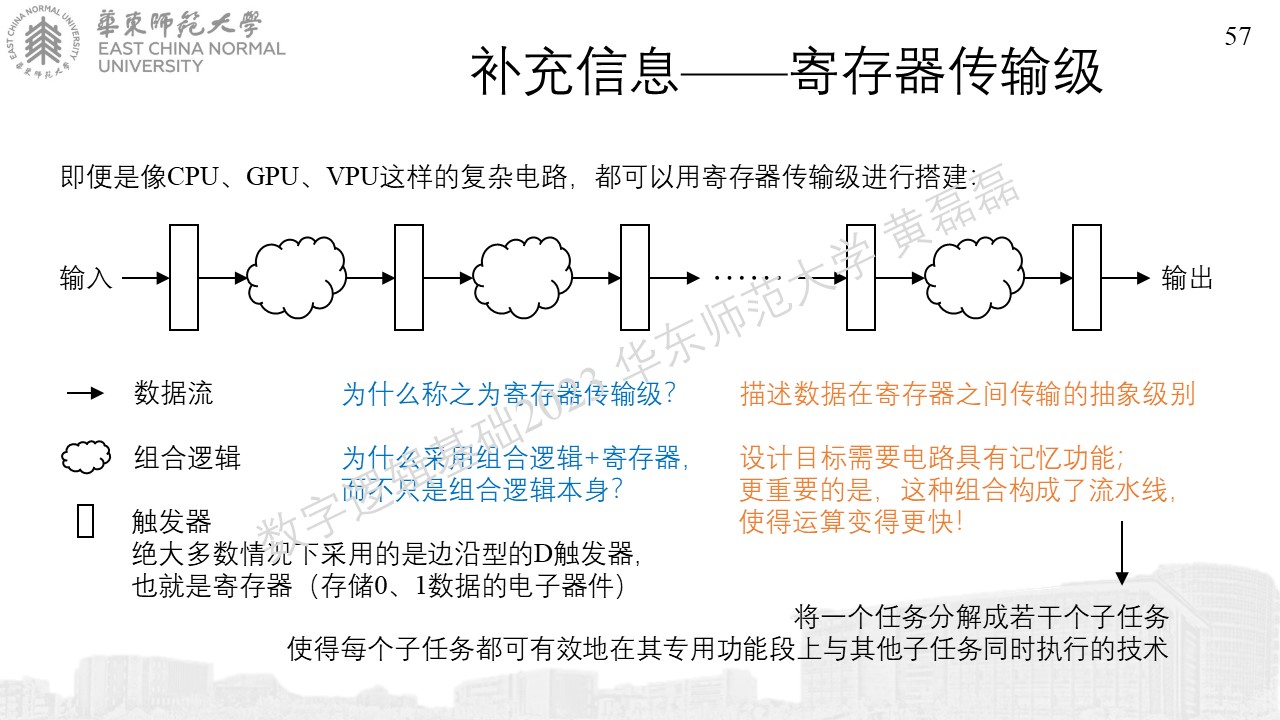 華東師範大學
EAST CHINA NORMAL
UNIVERSITY
EAST CHINA NORMAL UNIVERSITY
華東师范大学
57
补充信息——寄存器传输级
即便是像CPU、GPU、VPU这样的复杂电路，都可以用寄存器传输级进行搭建：
输入
……
输出
数据流
为什么称之为寄存器传输级？
描述数据在寄存器之间传输的抽象级别
组合逻辑
为什么采用组合逻辑+寄存器，
而不只是组合逻辑本身？
设计目标需要电路具有记忆功能；
更重要的是，这种组合构成了流水线，
使得运算变得更快！
触发器
绝大多数情况下采用的是边沿型的D触发器，
也就是寄存器（存储0、1数据的电子器件）
将一个任务分解成若干个子任务
使得每个子任务都可有效地在其专用功能段上与其他子任务同时执行的技术
数字逻辑基础2023 华东师范大学 黄磊磊